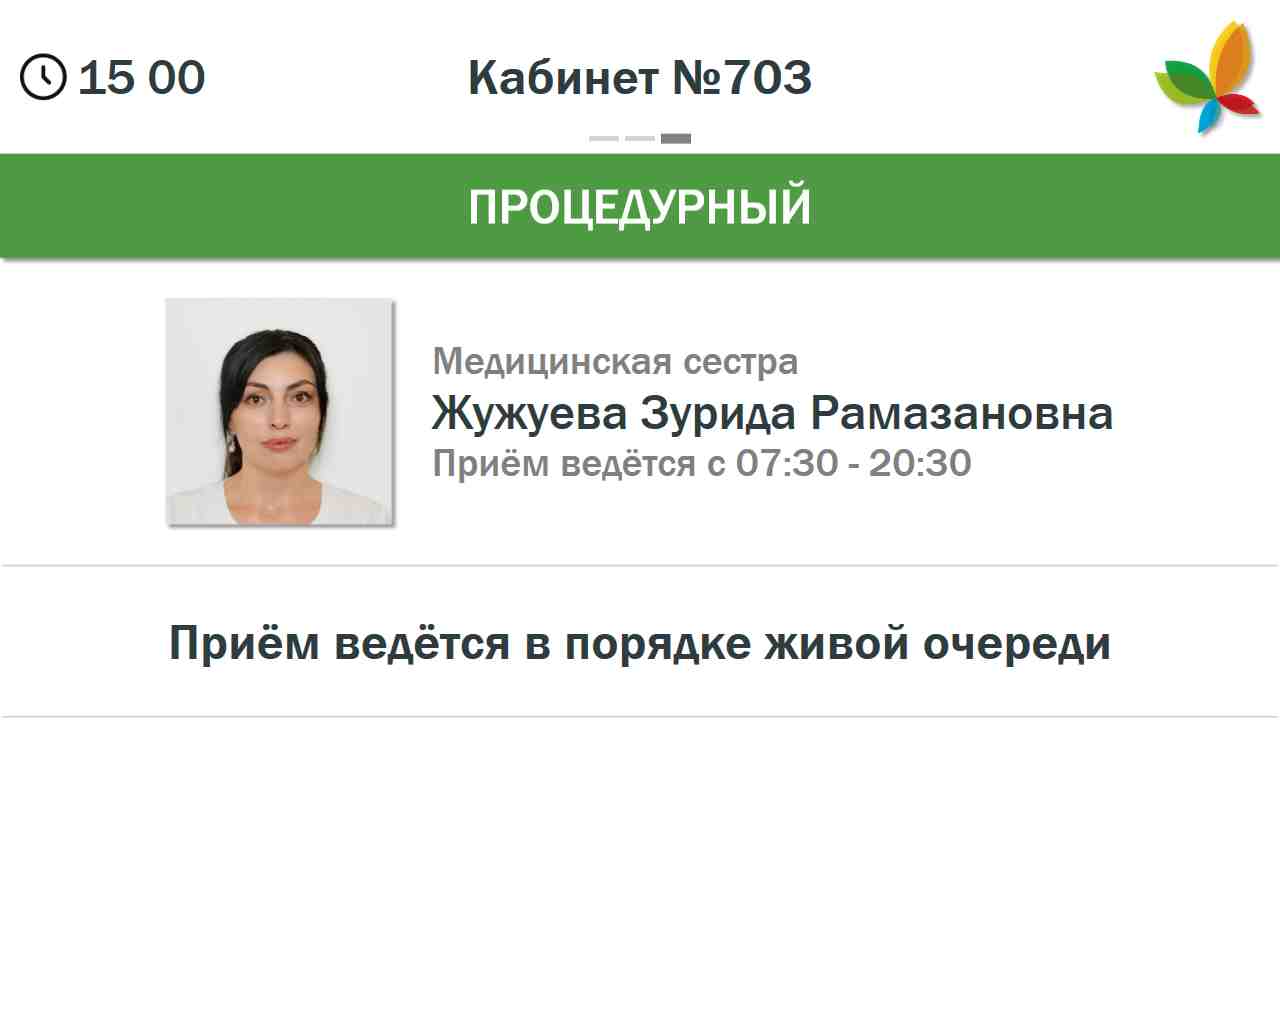 15 00
Кабинет №703
ПРОЦЕДУРНЫЙ
Медицинская сестра
Жужуева Зурида Рамазановна
Приём ведётся с 07:30 - 20:30
Приём ведётся в порядке живой очереди